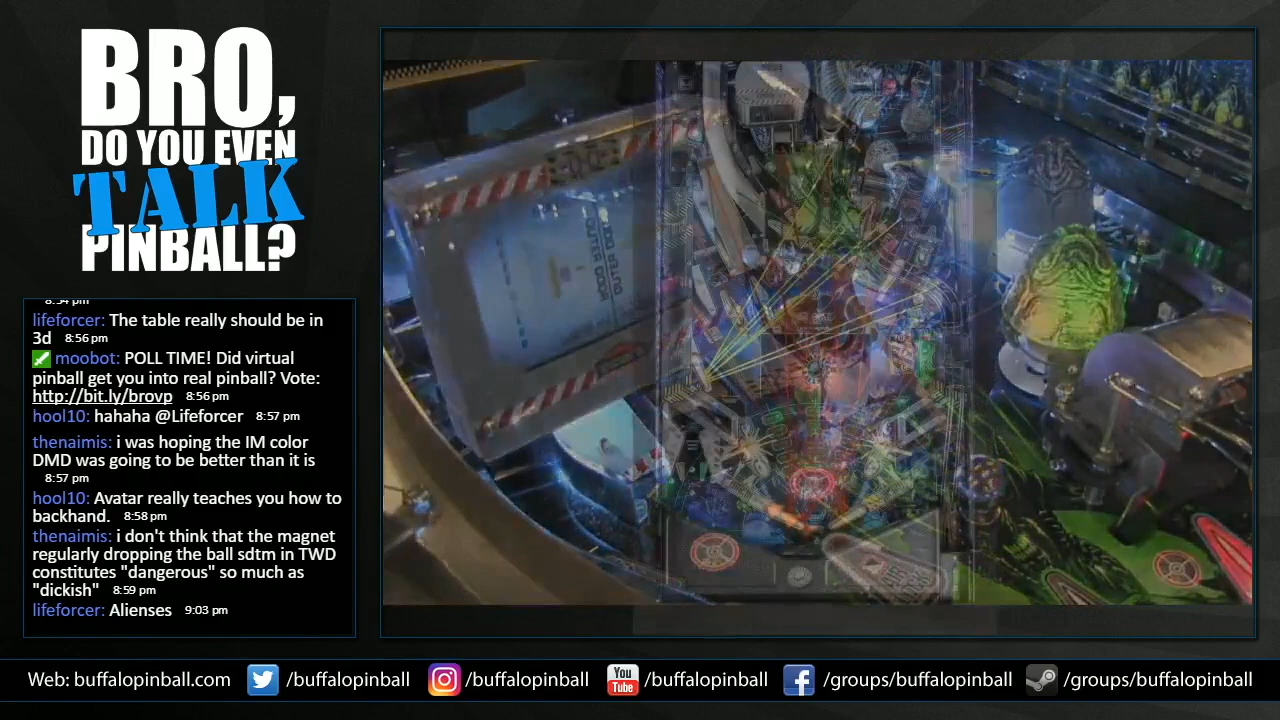 BRO,
DO YOU EVEN
TALK
PINBALL?
8:54 pm
lifeforcer: The table really should be in
3d 8:56 pm
moobot: POLL TIME! Did virtual
pinball get you into real pinball? Vote:
http://bit.ly/brovp 8:56 pm
hool10: hahaha @Lifeforcer 8:57 pm
thenaimis: i was hoping the IM color
DMD was going to be better than it is
8:57 pm
hool10: Avatar really teaches you how to
backhand. 8:58 pm
thenaimis: i don't think that the magnet
regularly dropping the ball sdtm in TWD
constitutes "dangerous" so much as
"dickish" 8:59 pm
lifeforcer: Alienses 9:03 pm
Web: buffalopinball.com /buffalopinball /buffalopinball You Tube /buffalopinball /groups/buffalopinball /groups/buffalopinball